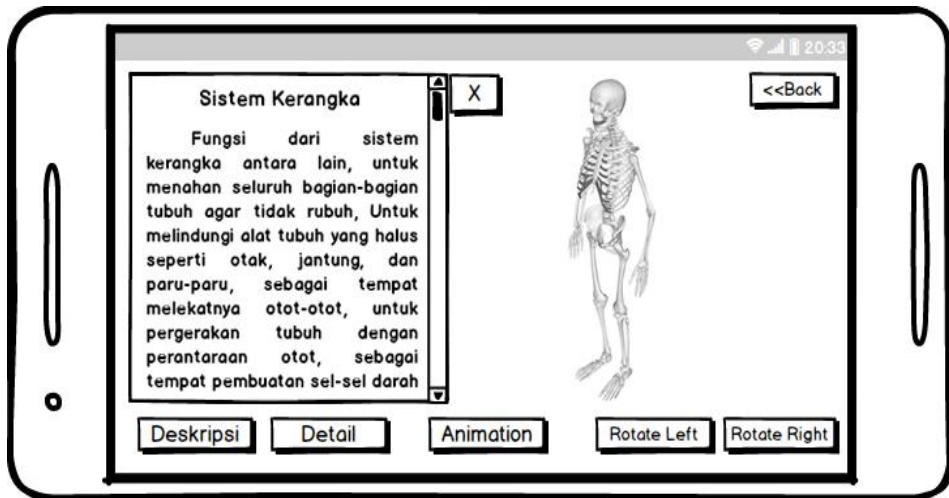 20:33
Sistem Kerangka
X
<<Back
Fungsi dari sistem
kerangka antara lain, untuk
menahan seluruh bagian-bagian
tubuh agar tidak rubuh, Untuk
melindungi alat tubuh yang halus
seperti otak, jantung, dan
paru-paru, sebagai tempat
melekatnya otot-otot, untuk
pergerakan tubuh dengan
perantaraan otot, sebagai
tempat pembuatan sel-sel darah
Deskripsi
Detail
Animation
Rotate Left
Rotate Right